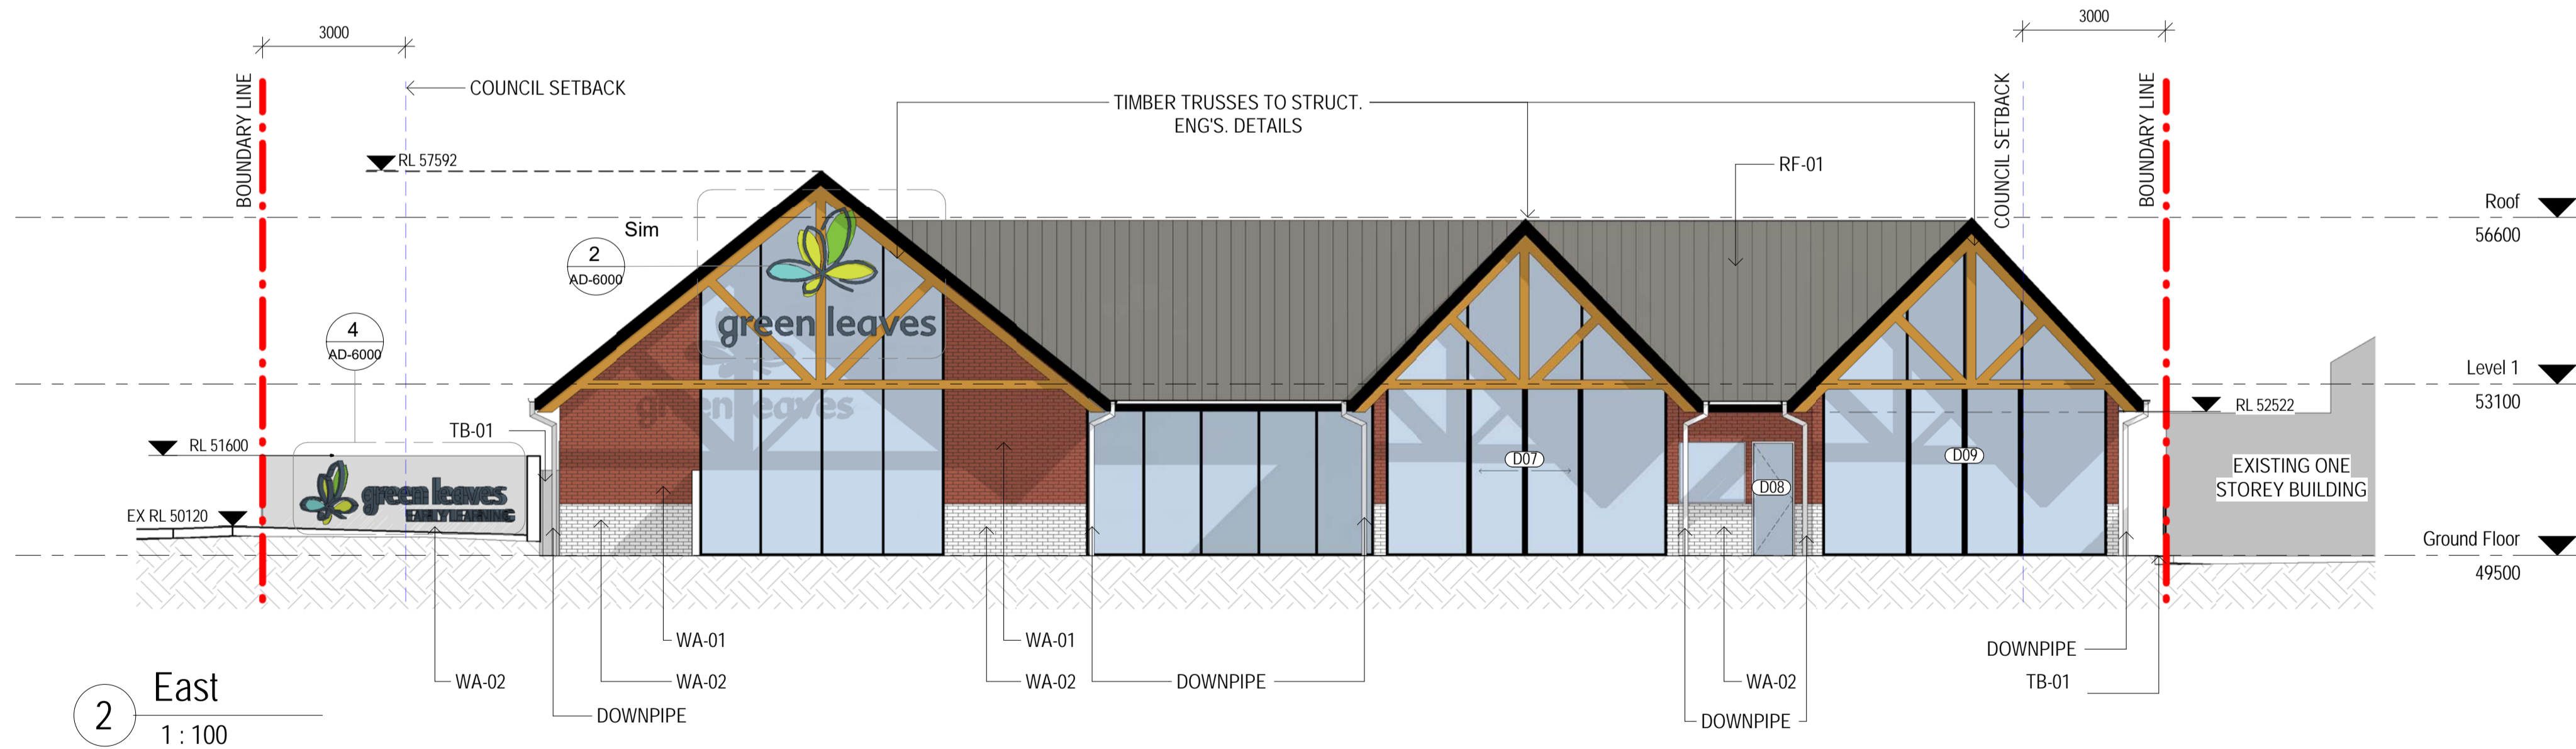 3000
3000
BOUNDARY LINE
COUNCIL SETBACK
COUNCIL SETBACK
BOUNDARY LINE
TIMBER TRUSSES TO STRUCT.
ENG'S. DETAILS
RL 57592
RF-01
Roof
56600
Sim
2
AD-6000
green leaves
4
AD-6000
Level 1
53100
green leaves
RL 52522
TB-01
RL 51600
D07
D09
D08
EXISTING ONE
STOREY BUILDING
green leaves
EARLY LEARNING
EX RL 50120
Ground Floor
49500
WA-01
WA-01
DOWNPIPE
WA-02
WA-02
WA-02
DOWNPIPE
WA-02
TB-01
DOWNPIPE
DOWNPIPE
2
East
1 : 100